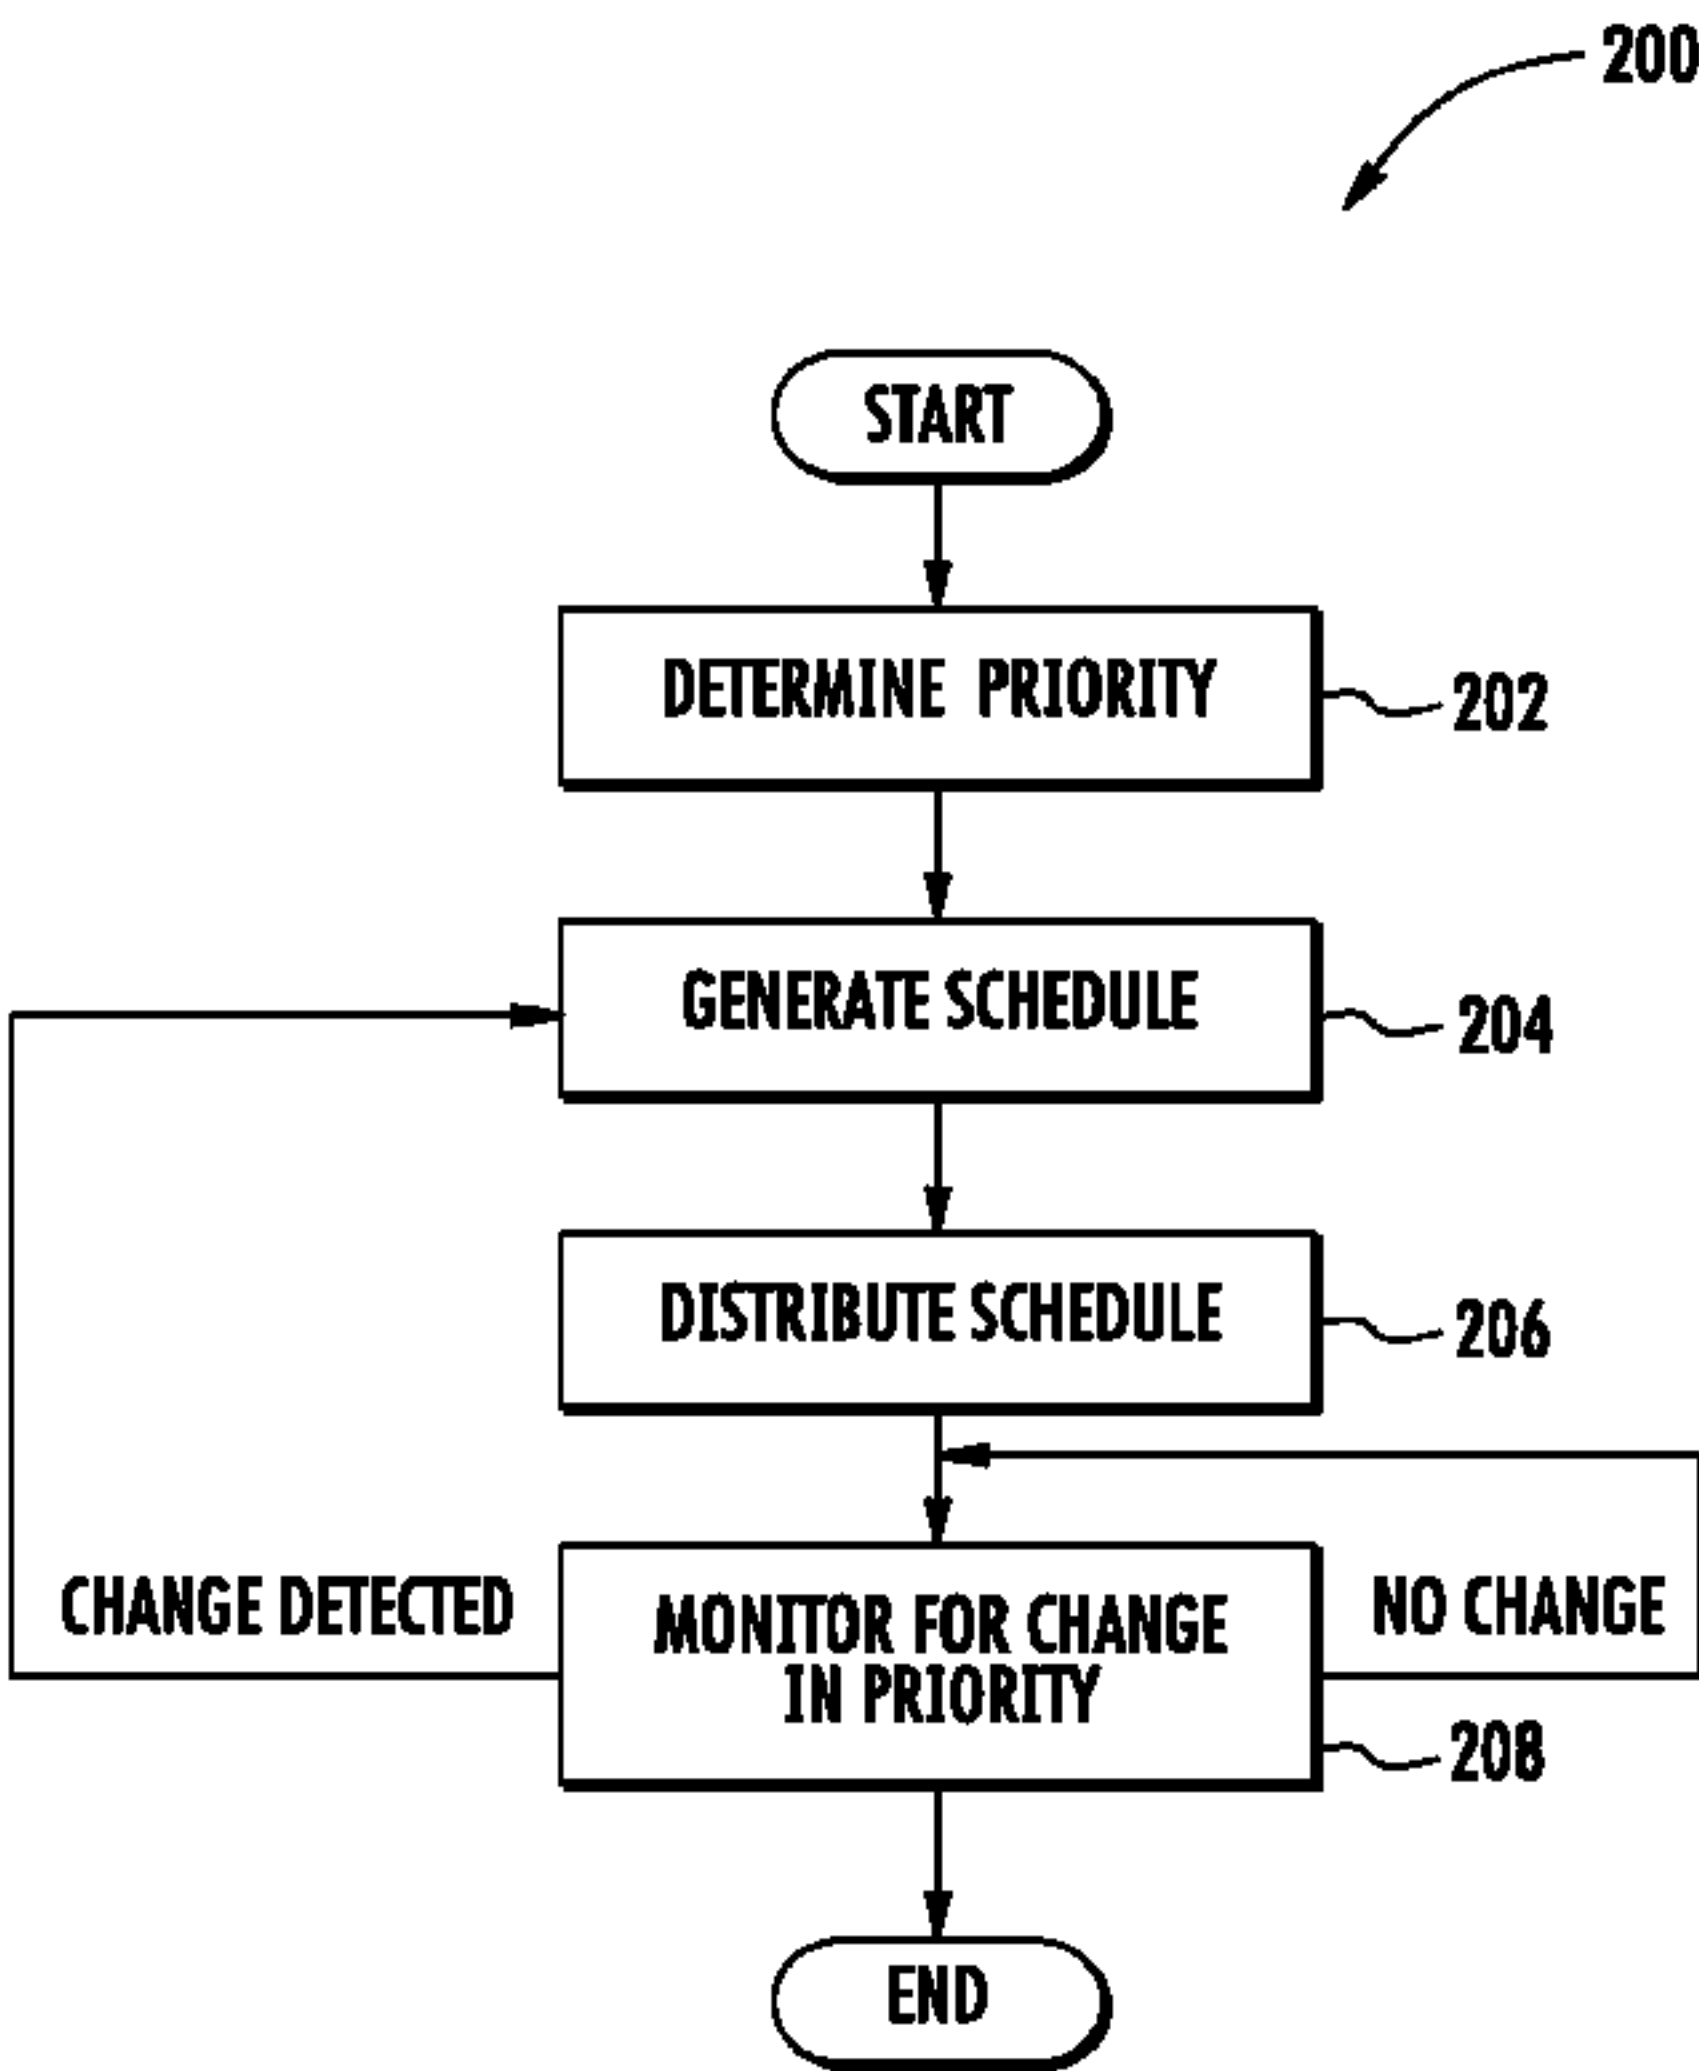 200
START
DETERMINE PRIORITY
202
GENERATE SCHEDULE
204
DISTRIBUTE SCHEDULE
206
CHANGE DETECTED
MONITOR FOR CHANGE
IN PRIORITY
NO CHANGE
208
END